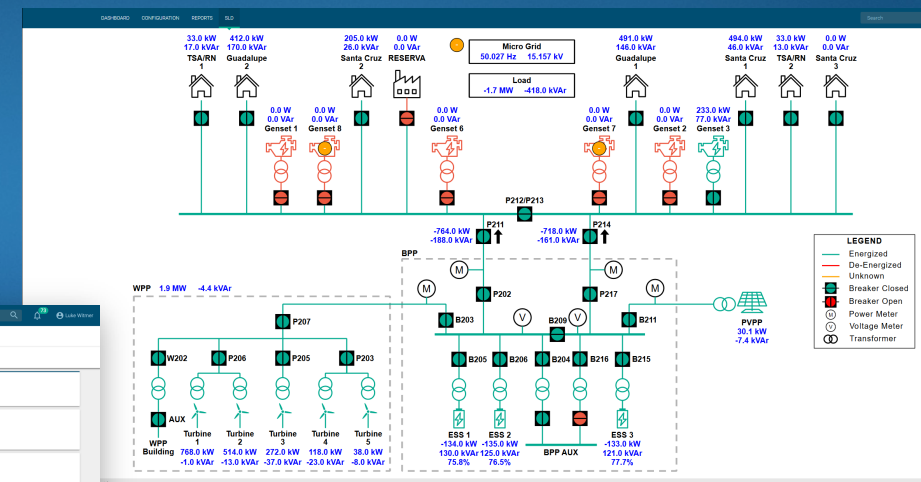 DASHBOARD CONFIGURATION REPORTS SLD
Search
33.0 kW
17.0 kVAr
TSA/RN
1
412.0 kW
170.0 kVAr
Guadalupe
2
205.0 kW
26.0 kVAr
Santa Cruz
2
0.0 W
0.0 VAr
RESERVA
Micro Grid
50.027 Hz 15.157 kV
Load
-1.7 MW -418.0 kVAr
491.0 kW
146.0 kVAr
Guadalupe
1
494.0 kW
46.0 kVAr
Santa Cruz
1
33.0 kW
13.0 kVAr
TSA/RN
2
0.0 W
0.0 VAr
Santa Cruz
3
0.0 W
0.0 VAr
Genset 1
0.0 W
0.0 VAr
Genset 8
0.0 W
0.0 VAr
Genset 6
0.0 W
0.0 VAr
Genset 7
0.0 W
0.0 VAr
Genset 2
233.0 kW
77.0 kVAr
Genset 3
P212/P213
P211
-764.0 kW
-188.0 kVAr
P214
-718.0 kW
-161.0 kVAr
LEGEND
Energized
De-Energized
Unknown
Breaker Closed
Breaker Open
M Power Meter
V Voltage Meter
Transformer
BPP
M
M
M
M
WPP 1.9 MW -4.4 kVAr
P202
P217
P207
B203
V
B209
V
B211
PVPP
30.1 kW
-7.4 kVAr
W202
P206
P205
P203
B205
B206
B204
B216
B215
AUX
WPP
Building
Turbine
1
768.0 kW
-1.0 kVAr
Turbine
2
514.0 kW
-13.0 kVAr
Turbine
3
272.0 kW
-37.0 kVAr
Turbine
4
118.0 kW
-23.0 kVAr
Turbine
5
38.0 kW
-8.0 kVAr
ESS 1
-134.0 kW
130.0 kVAr
75.8%
ESS 2
-135.0 kW
125.0 kVAr
76.5%
BPP AUX
ESS 3
-133.0 kW
121.0 kVAr
77.7%
73
Luke Witmer